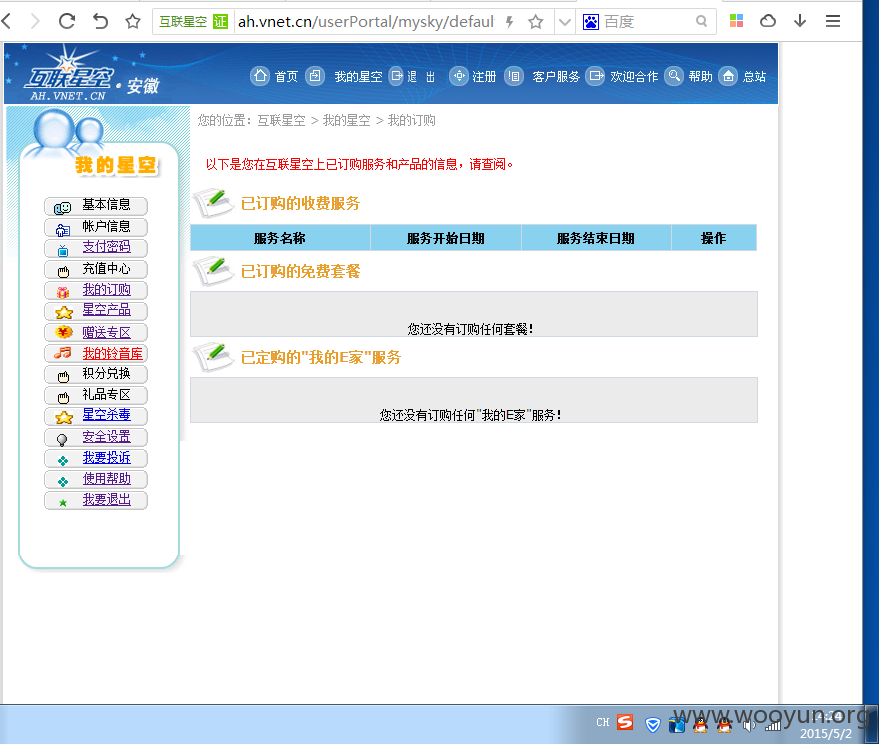 互联星空 证 ah.vnet.cn/userPortal/mysky/defaul 百度
互联星空·安徽
AH.VNET.CN
首页 我的星空 退 出 注册 客户服务 欢迎合作 帮助 总站
您的位置：互联星空 > 我的星空 > 我的订购
我的星空
基本信息
帐户信息
支付密码
充值中心
我的订购
星空产品
赠送专区
我的铃音库
积分兑换
礼品专区
星空杀毒
安全设置
我要投诉
使用帮助
我要退出
以下是您在互联星空上已订购服务和产品的信息，请查阅。
已订购的收费服务
服务名称 服务开始日期 服务结束日期 操作
已订购的免费套餐
您还没有订购任何套餐！
已定购的"我的E家"服务
您还没有订购任何"我的E家"服务！
CH
www.wooyun.org
2015/5/2